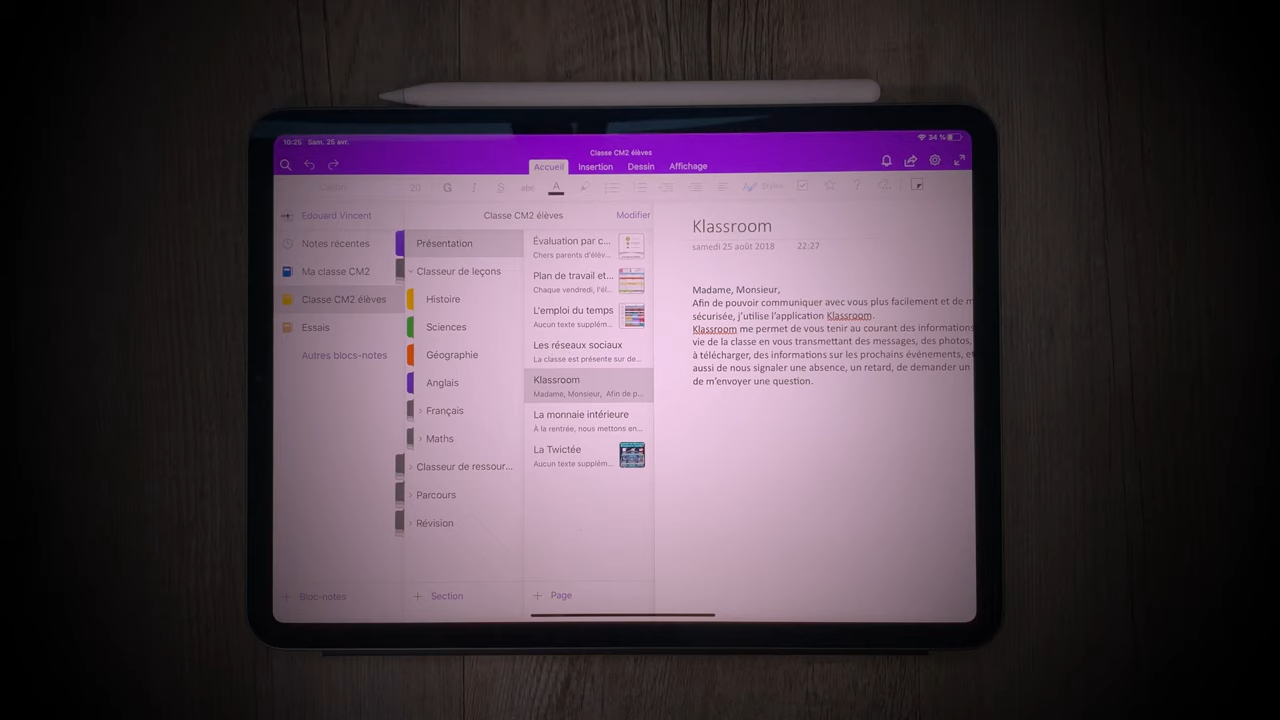 10:25 Sam. 25 avr.
34 %
Classe CM2 élèves
Accueil Insertion Dessin Affichage
Calibri 20 G I S abc A Styles ?
Edouard Vincent
Notes récentes
Ma classe CM2
Classe CM2 élèves
Essais
Autres blocs-notes
+ Bloc-notes
Classe CM2 élèves Modifier
Présentation
Classeur de leçons
Histoire
Sciences
Géographie
Anglais
Français
Maths
Classeur de ressour...
Parcours
Révision
+ Section
Évaluation par c...
Chers parents d'élèv...
Plan de travail et...
Chaque vendredi, l'él...
L'emploi du temps
Aucun texte supplém...
Les réseaux sociaux
La classe est présente sur de...
Klassroom
Madame, Monsieur, Afin de p...
La monnaie intérieure
À la rentrée, nous mettons en...
La Twictée
Aucun texte supplém...
+ Page
Klassroom
samedi 25 août 2018 22:27
Madame, Monsieur,
Afin de pouvoir communiquer avec vous plus facilement et de m
sécurisée, j'utilise l'application Klassroom.
Klassroom me permet de vous tenir au courant des informations
vie de la classe en vous transmettant des messages, des photos,
à télécharger, des informations sur les prochains événements, et
aussi de nous signaler une absence, un retard, de demander un
de m'envoyer une question.